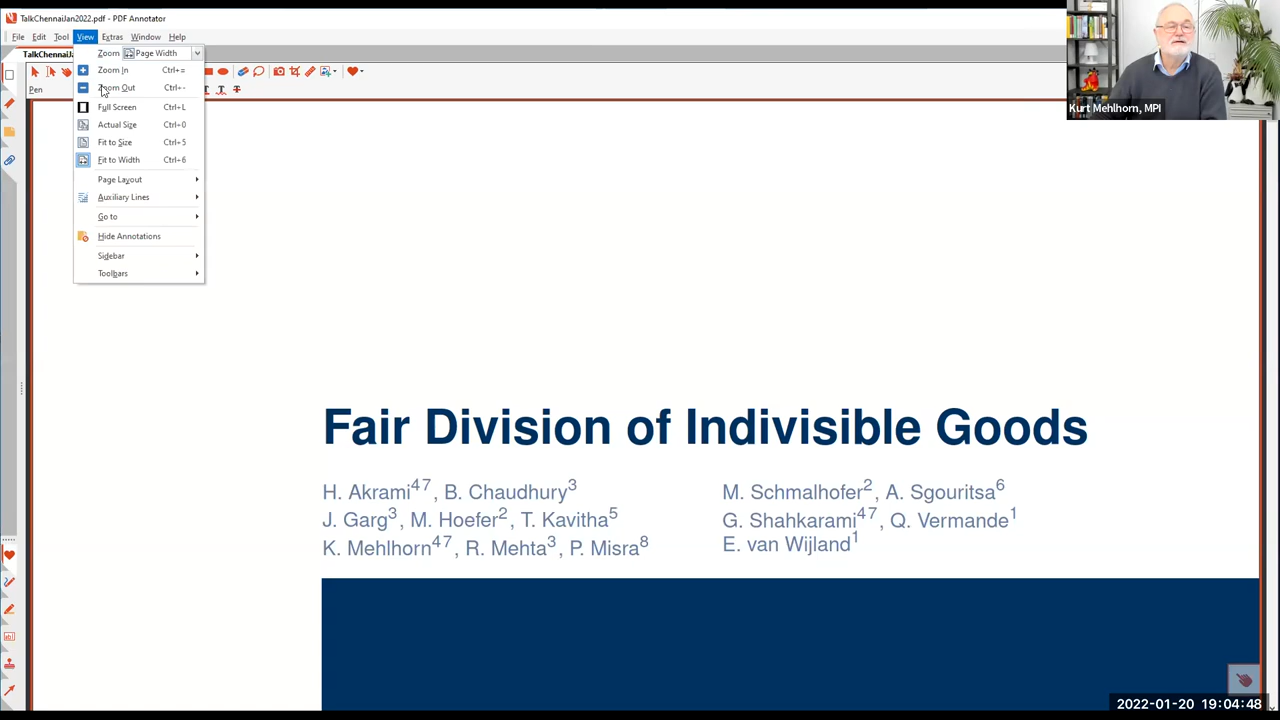 TalkChennaiJan2022.pdf - PDF Annotator
File Edit Tool View Extras Window Help
TalkChennaiJa
Zoom Page Width
Zoom In Ctrl+=
Pen
Zoom Out Ctrl+-
Full Screen Ctrl+L
Actual Size Ctrl+0
Fit to Size Ctrl+5
Fit to Width Ctrl+6
Page Layout
Auxiliary Lines
Go to
Hide Annotations
Sidebar
Toolbars
Kurt Mehlhorn, MPI
Fair Division of Indivisible Goods
H. Akrami47, B. Chaudhury3
J. Garg3, M. Hoefer2, T. Kavitha5
K. Mehlhorn47, R. Mehta3, P. Misra8
M. Schmalhofer2, A. Sgouritsa6
G. Shahkarami47, Q. Vermande1
E. van Wijland1
2022-01-20 19:04:48